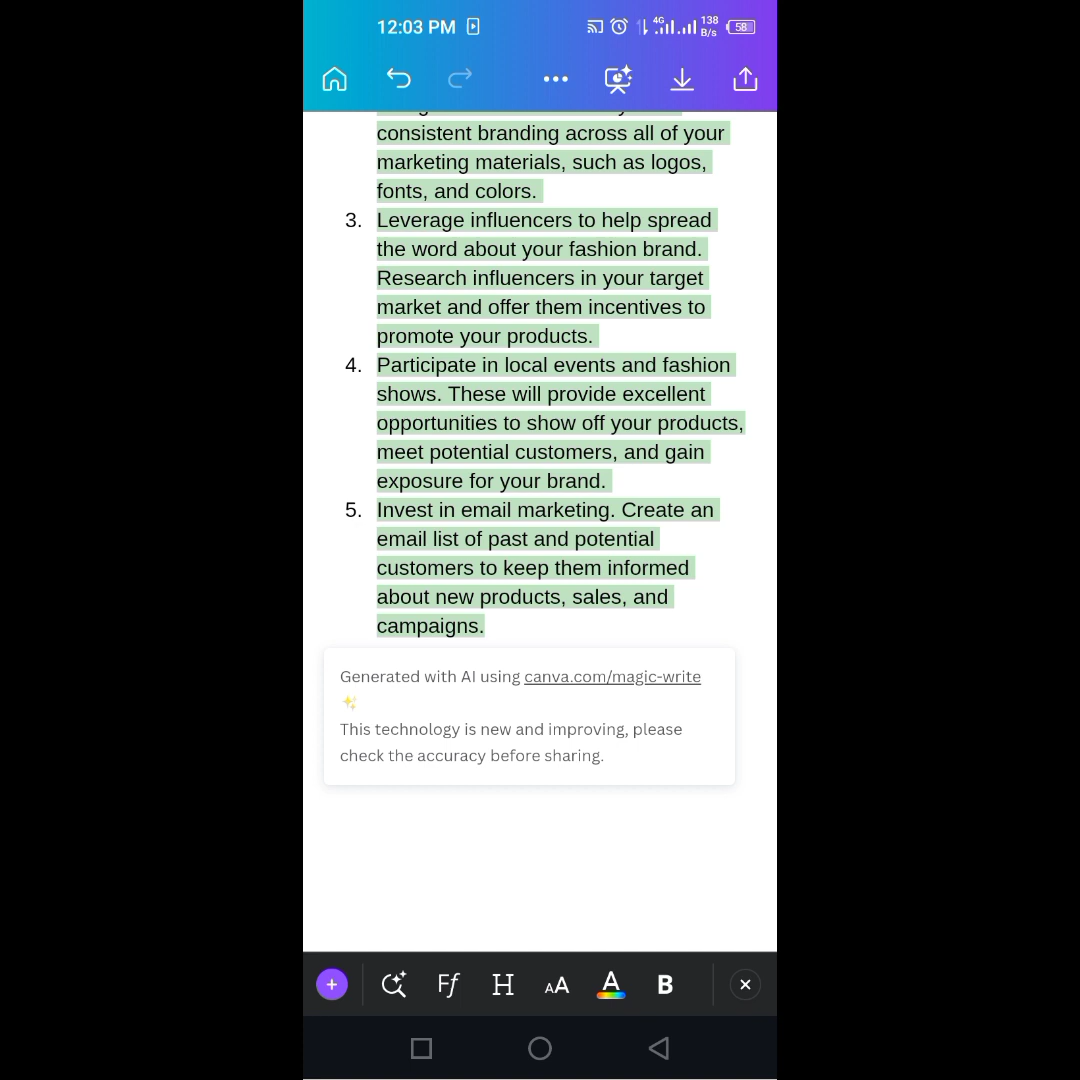 12:03 PM
4G
138
B/s
58
consistent branding across all of your
marketing materials, such as logos,
fonts, and colors.
3. Leverage influencers to help spread
the word about your fashion brand.
Research influencers in your target
market and offer them incentives to
promote your products.
4. Participate in local events and fashion
shows. These will provide excellent
opportunities to show off your products,
meet potential customers, and gain
exposure for your brand.
5. Invest in email marketing. Create an
email list of past and potential
customers to keep them informed
about new products, sales, and
campaigns.
Generated with AI using canva.com/magic-write
This technology is new and improving, please
check the accuracy before sharing.
Ff H AA A B